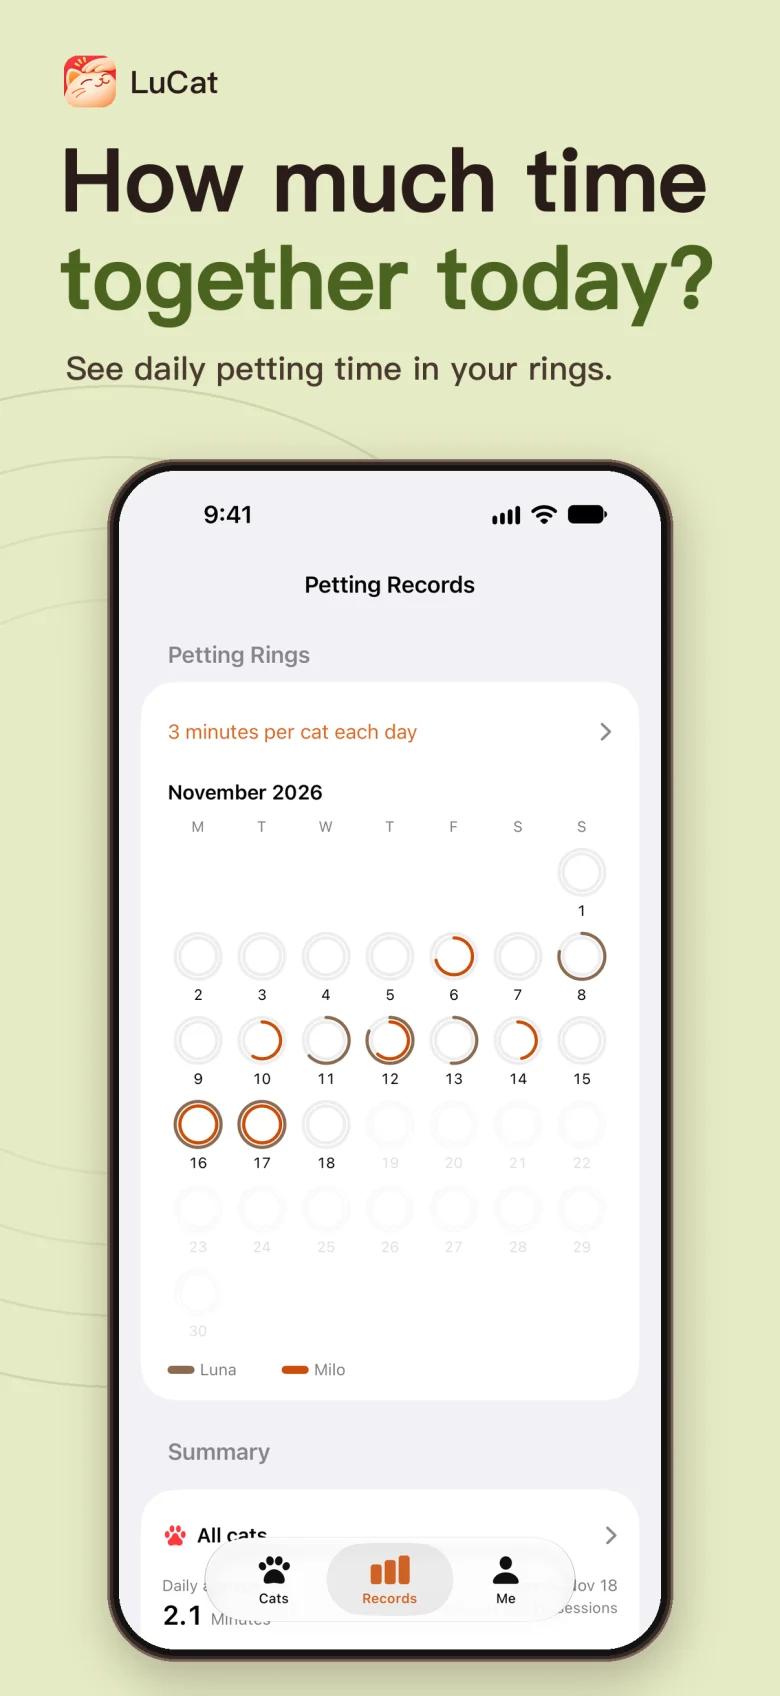 LuCat
How much time
together today?
See daily petting time in your rings.
9:41
Petting Records
Petting Rings
3 minutes per cat each day
November 2026
M T W T F S S
1
2 3 4 5 6 7 8
9 10 11 12 13 14 15
16 17 18 19 20 21 22
23 24 25 26 27 28 29
30
Luna Milo
Summary
All cats
Daily Nov 18
2.1 Minutes sessions
Cats Records Me